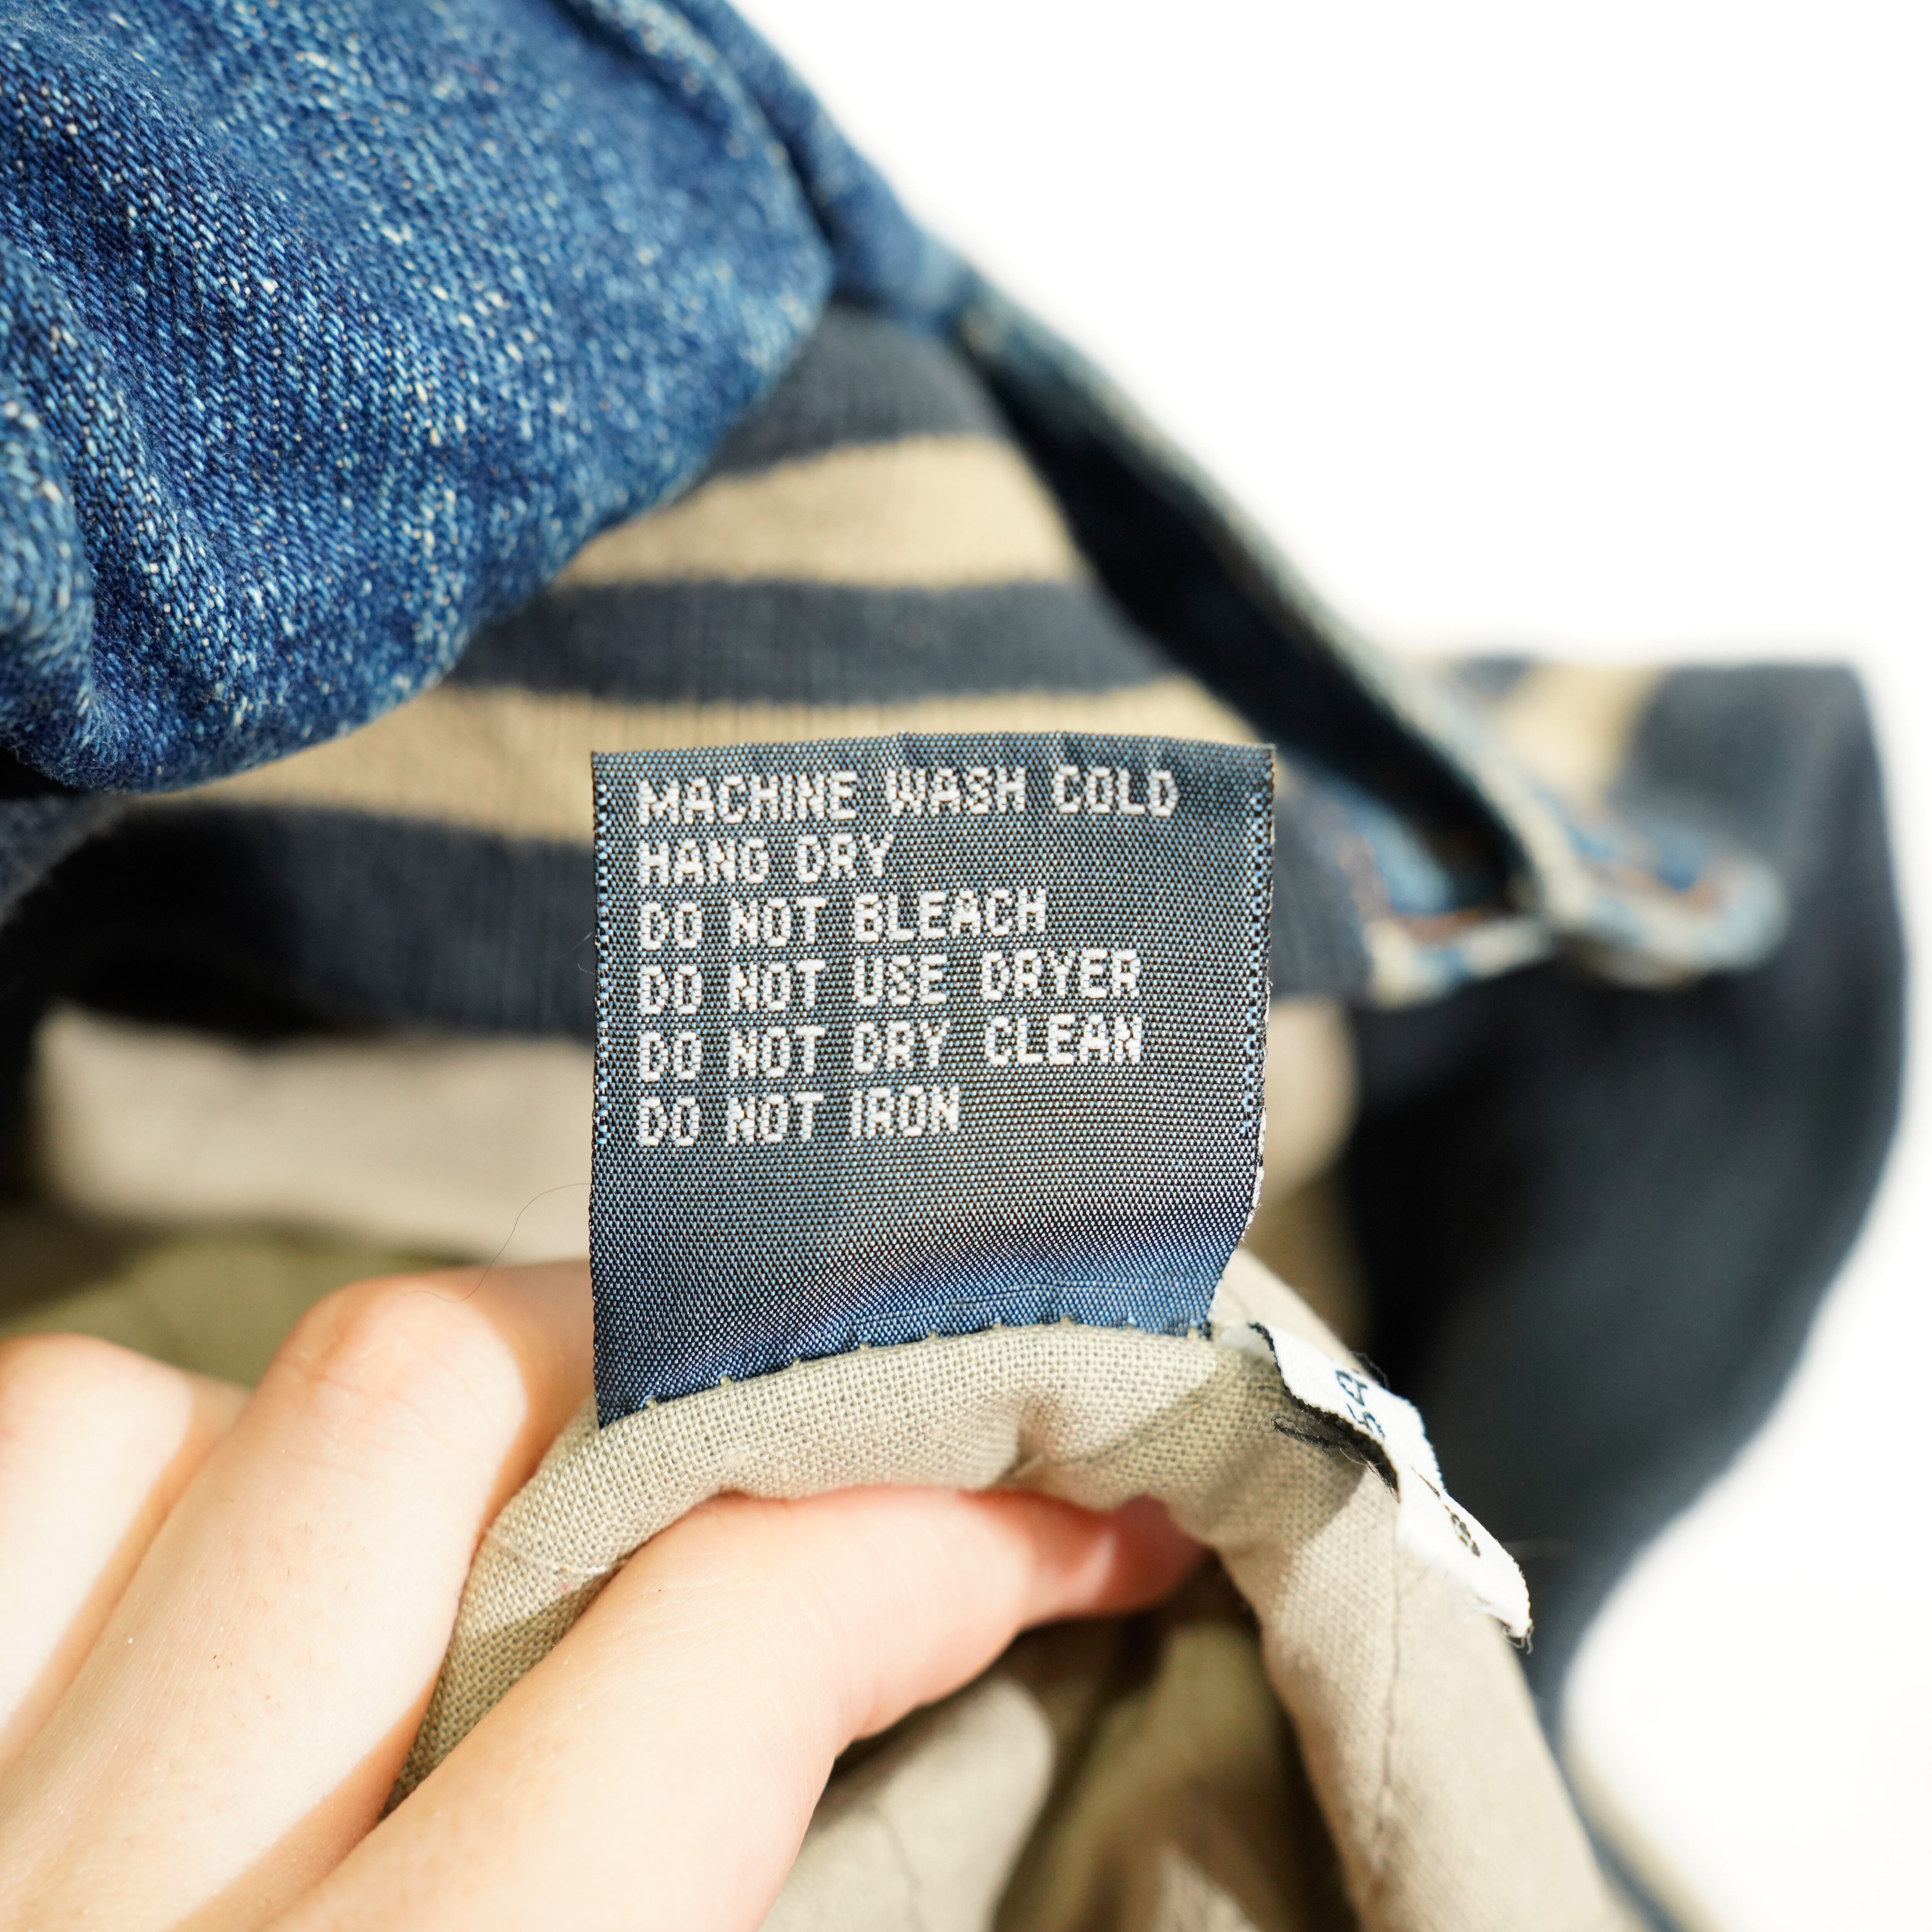 MACHINE WASH COLD
HANG DRY
DO NOT BLEACH
DO NOT USE DRYER
DO NOT DRY CLEAN
DO NOT IRON